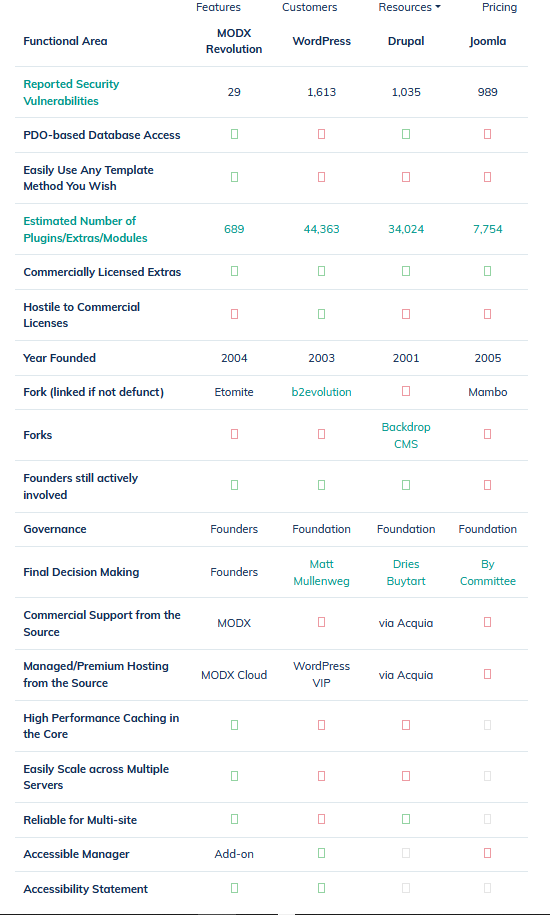 Features Customers Resources Pricing
Functional Area MODX Revolution WordPress Drupal Joomla
Reported Security Vulnerabilities 29 1,613 1,035 989
PDO-based Database Access
Easily Use Any Template Method You Wish
Estimated Number of Plugins/Extras/Modules 689 44,363 34,024 7,754
Commercially Licensed Extras
Hostile to Commercial Licenses
Year Founded 2004 2003 2001 2005
Fork (linked if not defunct) Etomite b2evolution Mambo
Forks Backdrop CMS
Founders still actively involved
Governance Founders Foundation Foundation Foundation
Final Decision Making Founders Matt Mullenweg Dries Buytart By Committee
Commercial Support from the Source MODX via Acquia
Managed/Premium Hosting from the Source MODX Cloud WordPress VIP via Acquia
High Performance Caching in the Core
Easily Scale across Multiple Servers
Reliable for Multi-site
Accessible Manager Add-on
Accessibility Statement